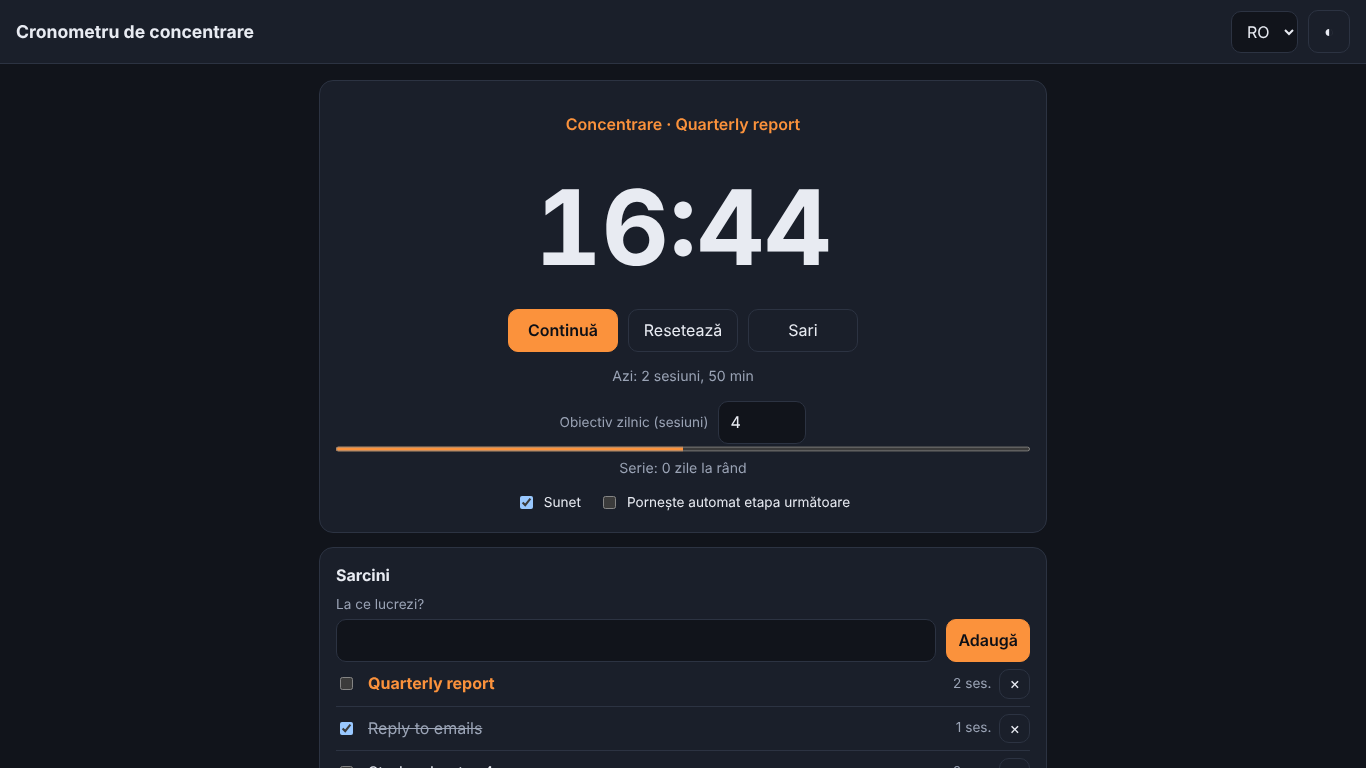 Cronometru de concentrare
RO
Concentrare · Quarterly report
16:44
Continuă Resetează Sari
Azi: 2 sesiuni, 50 min
Obiectiv zilnic (sesiuni) 4
Serie: 0 zile la rând
Sunet Pornește automat etapa următoare
Sarcini
La ce lucrezi?
Adaugă
Quarterly report 2 ses. ×
Reply to emails 1 ses. ×